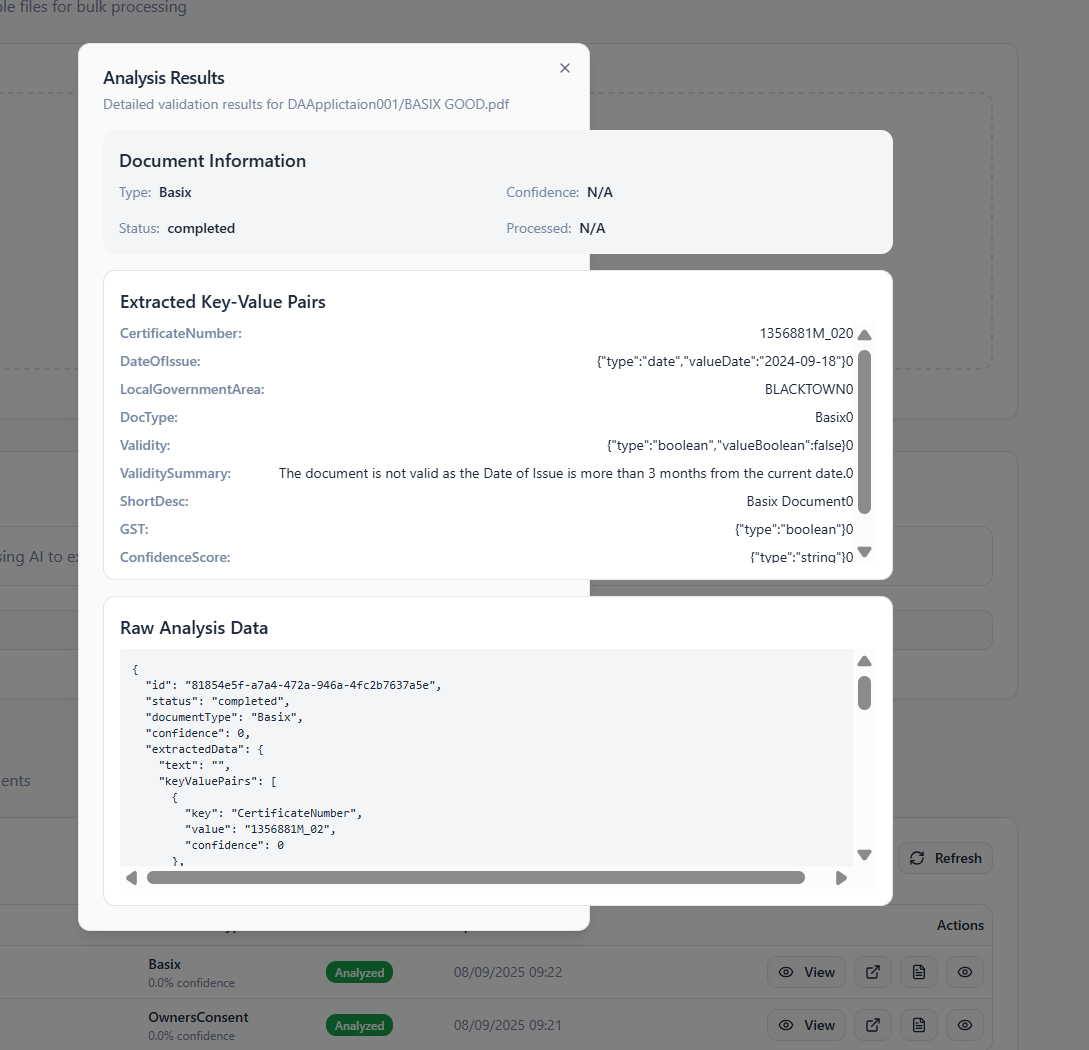 ple files for bulk processing
Analysis Results
Detailed validation results for DAApplictaion001/BASIX GOOD.pdf
Document Information
Type: Basix Confidence: N/A
Status: completed Processed: N/A
Extracted Key-Value Pairs
CertificateNumber: 1356881M_020
DateOfIssue: {"type":"date","valueDate":"2024-09-18"}0
LocalGovernmentArea: BLACKTOWN0
DocType: Basix0
Validity: {"type":"boolean","valueBoolean":false}0
ValiditySummary: The document is not valid as the Date of Issue is more than 3 months from the current date.0
ShortDesc: Basix Document0
GST: {"type":"boolean"}0
sing AI to ex
ConfidenceScore: {"type":"string"}0
Raw Analysis Data
{
"id": "81854e5f-a7a4-472a-946a-4fc2b7637a5e",
"status": "completed",
"documentType": "Basix",
"confidence": 0,
"extractedData": {
"text": "",
"keyValuePairs": [
ents
{
"key": "CertificateNumber",
"value": "1356881M_02",
"confidence": 0
},
Refresh
Actions
Basix
0.0% confidence
Analyzed 08/09/2025 09:22 View
OwnersConsent
0.0% confidence
Analyzed 08/09/2025 09:21 View